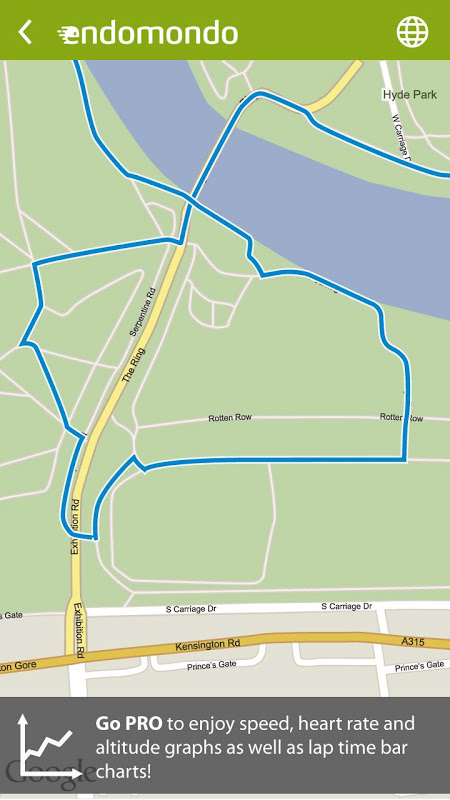 endomondo
Hyde Park
W Carriage Dr
Serpentine Rd
The Ring
Rotten Row
Rotten Row
Exhibition Rd
s Gate
S Carriage Dr
S Carriage Dr
Exhibition Rd
Kensington Rd
A315
ton Gore
Prince's Gate
Prince's Gate
Go PRO to enjoy speed, heart rate and
altitude graphs as well as lap time bar
charts!
Google